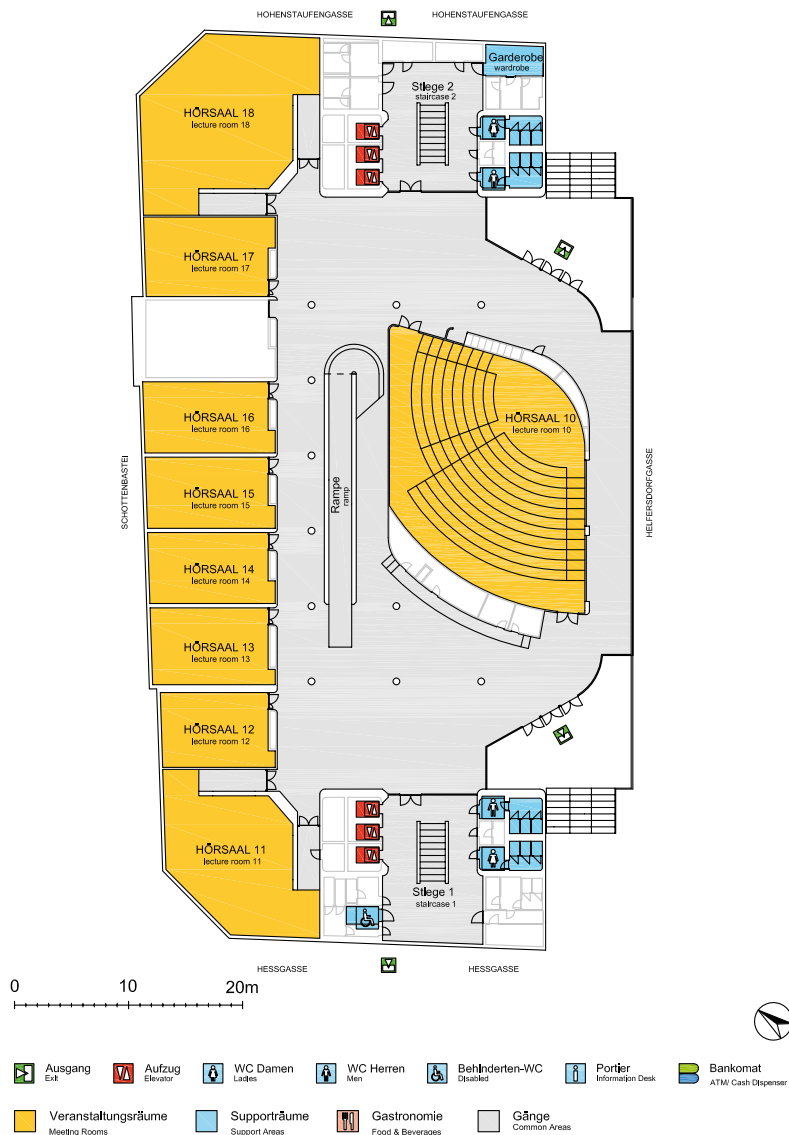 HOHENSTAUFENGASSE
HOHENSTAUFENGASSE
Garderobe
wardrobe
Stiege 2
staircase 2
HÖRSAAL 18
lecture room 18
HÖRSAAL 17
lecture room 17
HÖRSAAL 16
lecture room 16
HÖRSAAL 10
lecture room 10
SCHOTTENBASTEI
HELFERSDORFGASSE
Rampe
ramp
HÖRSAAL 15
lecture room 15
HÖRSAAL 14
lecture room 14
HÖRSAAL 13
lecture room 13
HÖRSAAL 12
lecture room 12
HÖRSAAL 11
lecture room 11
Stiege 1
staircase 1
HESSGASSE
HESSGASSE
0 10 20m
Ausgang
Exit
Aufzug
Elevator
WC Damen
Ladies
WC Herren
Men
Behinderten-WC
Disabled
Portier
Information Desk
Bankomat
ATM/ Cash Dispenser
Veranstaltungsräume
Meeting Rooms
Supporträume
Support Areas
Gastronomie
Food & Beverages
Gänge
Common Areas